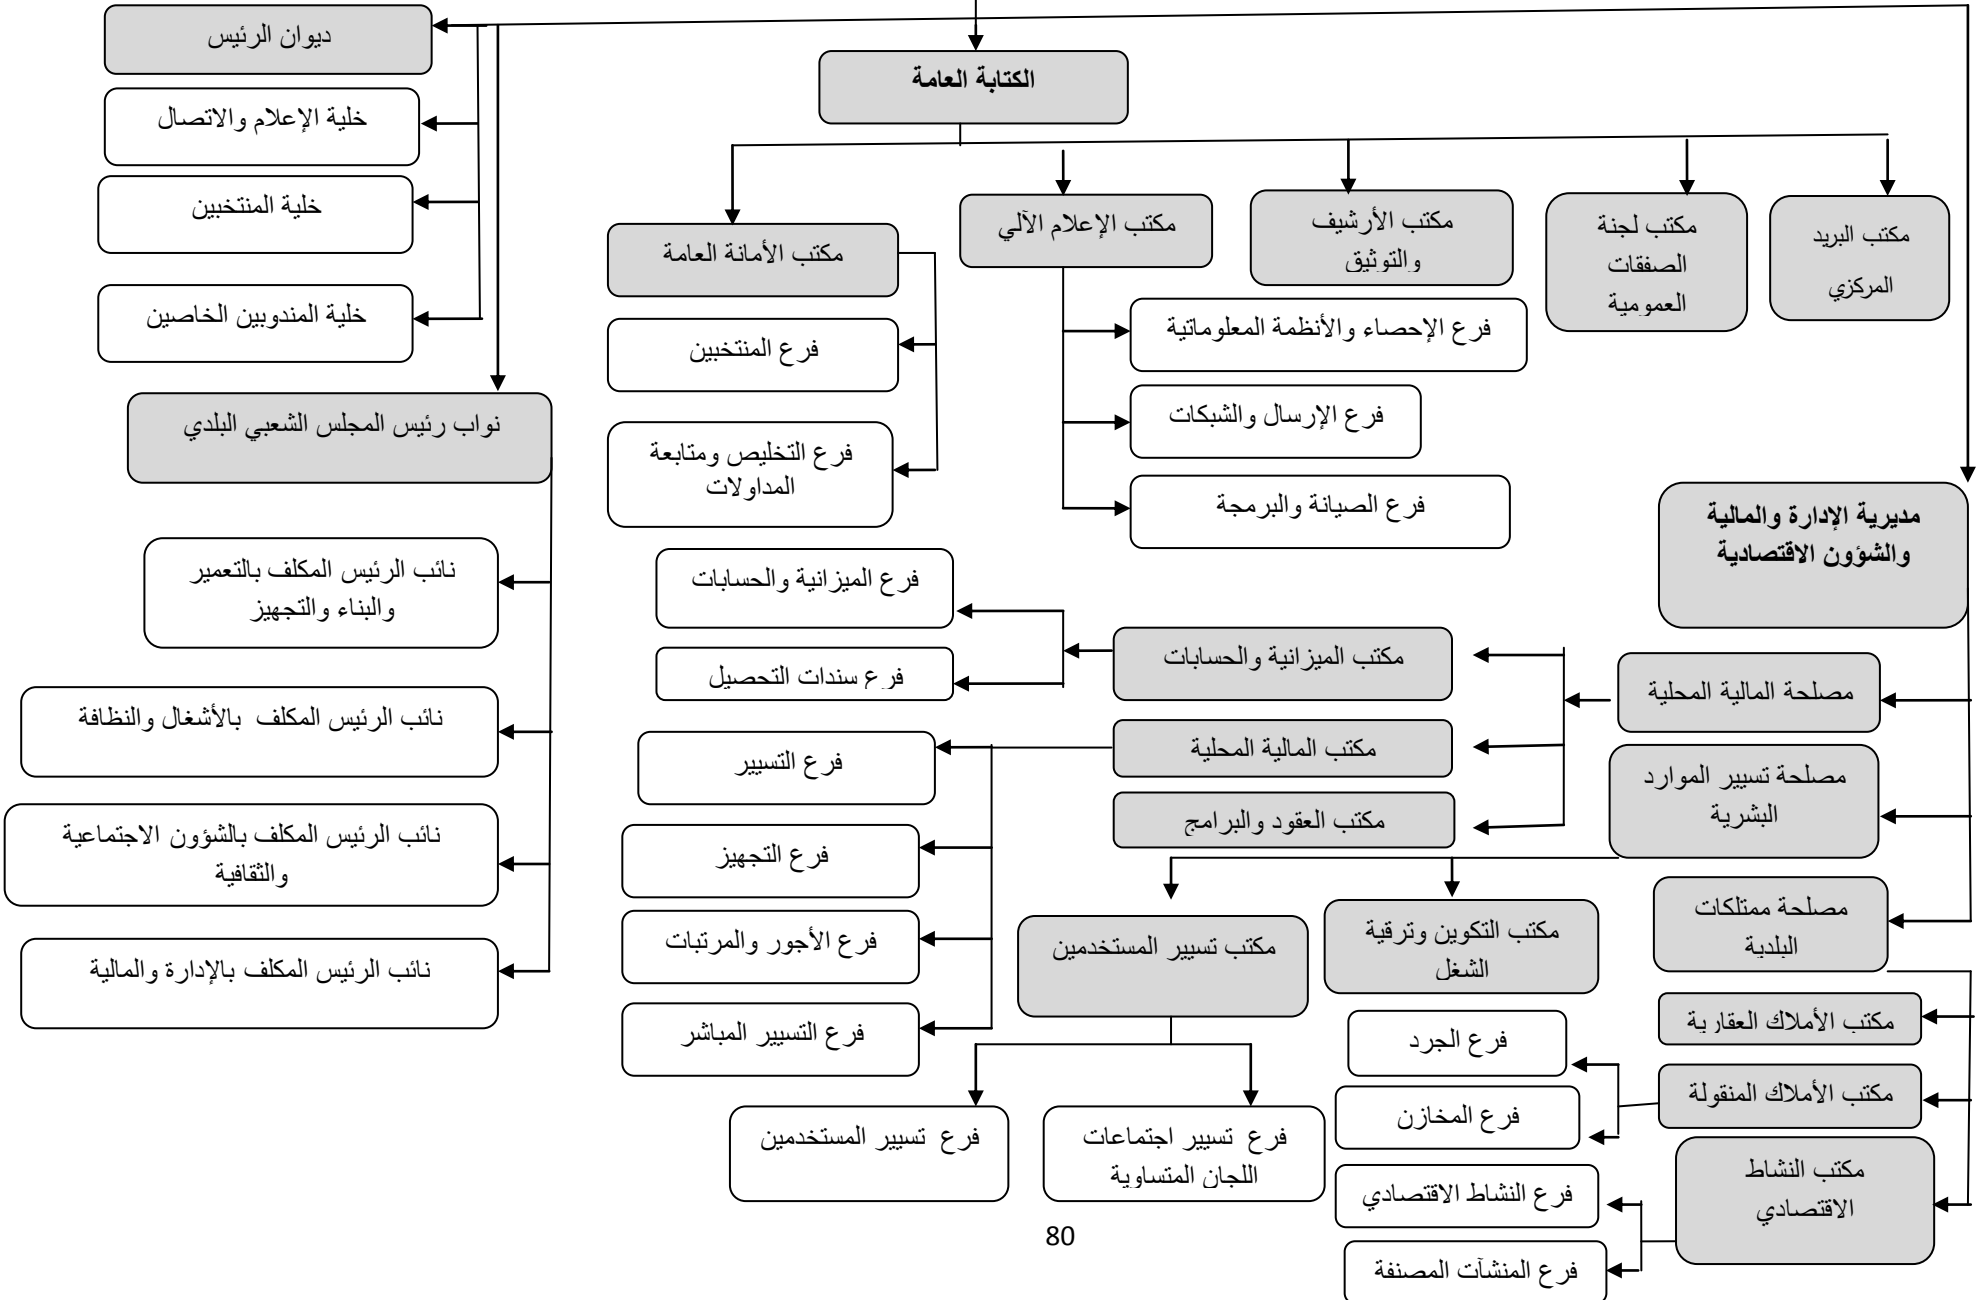 ديوان الرئيس
الكتابة العامة
خلية الإعلام والاتصال
خلية المنتخبين
خلية المندوبين الخاصين
مكتب البريد
المركزي
مكتب لجنة
الصفقات
العمومية
مكتب الأرشيف
والتوثيق
مكتب الإعلام الآلي
مكتب الأمانة العامة
فرع الإحصاء والأنظمة المعلوماتية
فرع الإرسال والشبكات
فرع الصيانة والبرمجة
فرع المنتخبين
فرع التخليص ومتابعة
المداولات
نواب رئيس المجلس الشعبي البلدي
نائب الرئيس المكلف بالتعمير
والبناء والتجهيز
نائب الرئيس المكلف بالأشغال والنظافة
نائب الرئيس المكلف بالشؤون الاجتماعية
والثقافية
نائب الرئيس المكلف بالإدارة والمالية
مديرية الإدارة والمالية
والشؤون الاقتصادية
مصلحة المالية المحلية
مكتب الميزانية والحسابات
فرع الميزانية والحسابات
فرع سندات التحصيل
مكتب المالية المحلية
فرع التسيير
فرع التجهيز
فرع الأجور والمرتبات
فرع التسيير المباشر
مكتب العقود والبرامج
مصلحة تسيير الموارد
البشرية
مكتب التكوين وترقية
الشغل
مكتب تسيير المستخدمين
فرع تسيير اجتماعات
اللجان المتساوية
فرع تسيير المستخدمين
مصلحة ممتلكات
البلدية
مكتب الأملاك العقارية
مكتب الأملاك المنقولة
فرع الجرد
فرع المخازن
مكتب النشاط
الاقتصادي
فرع النشاط الاقتصادي
فرع المنشآت المصنفة
80